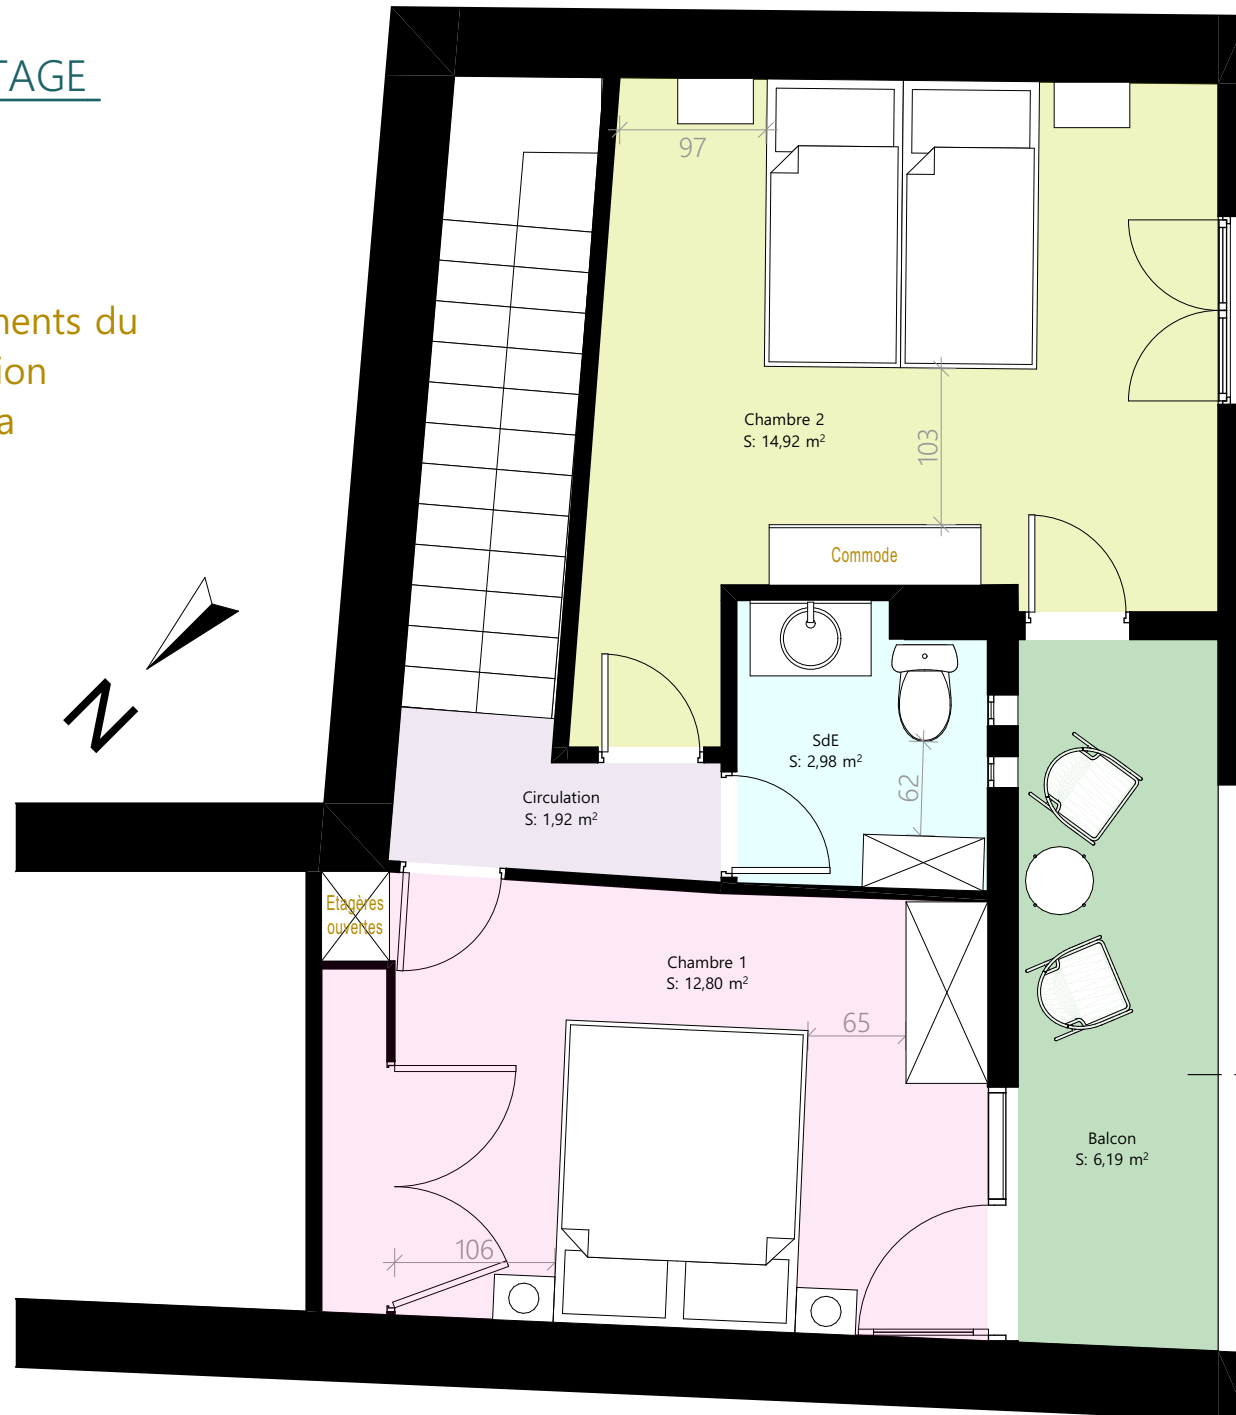 TAGE
97
ments du
ion
a
Chambre 2
S: 14,92 m²
103
Commode
N
SdE
S: 2,98 m²
62
Circulation
S: 1,92 m²
Etagères
ouvertes
Chambre 1
S: 12,80 m²
65
Balcon
S: 6,19 m²
106